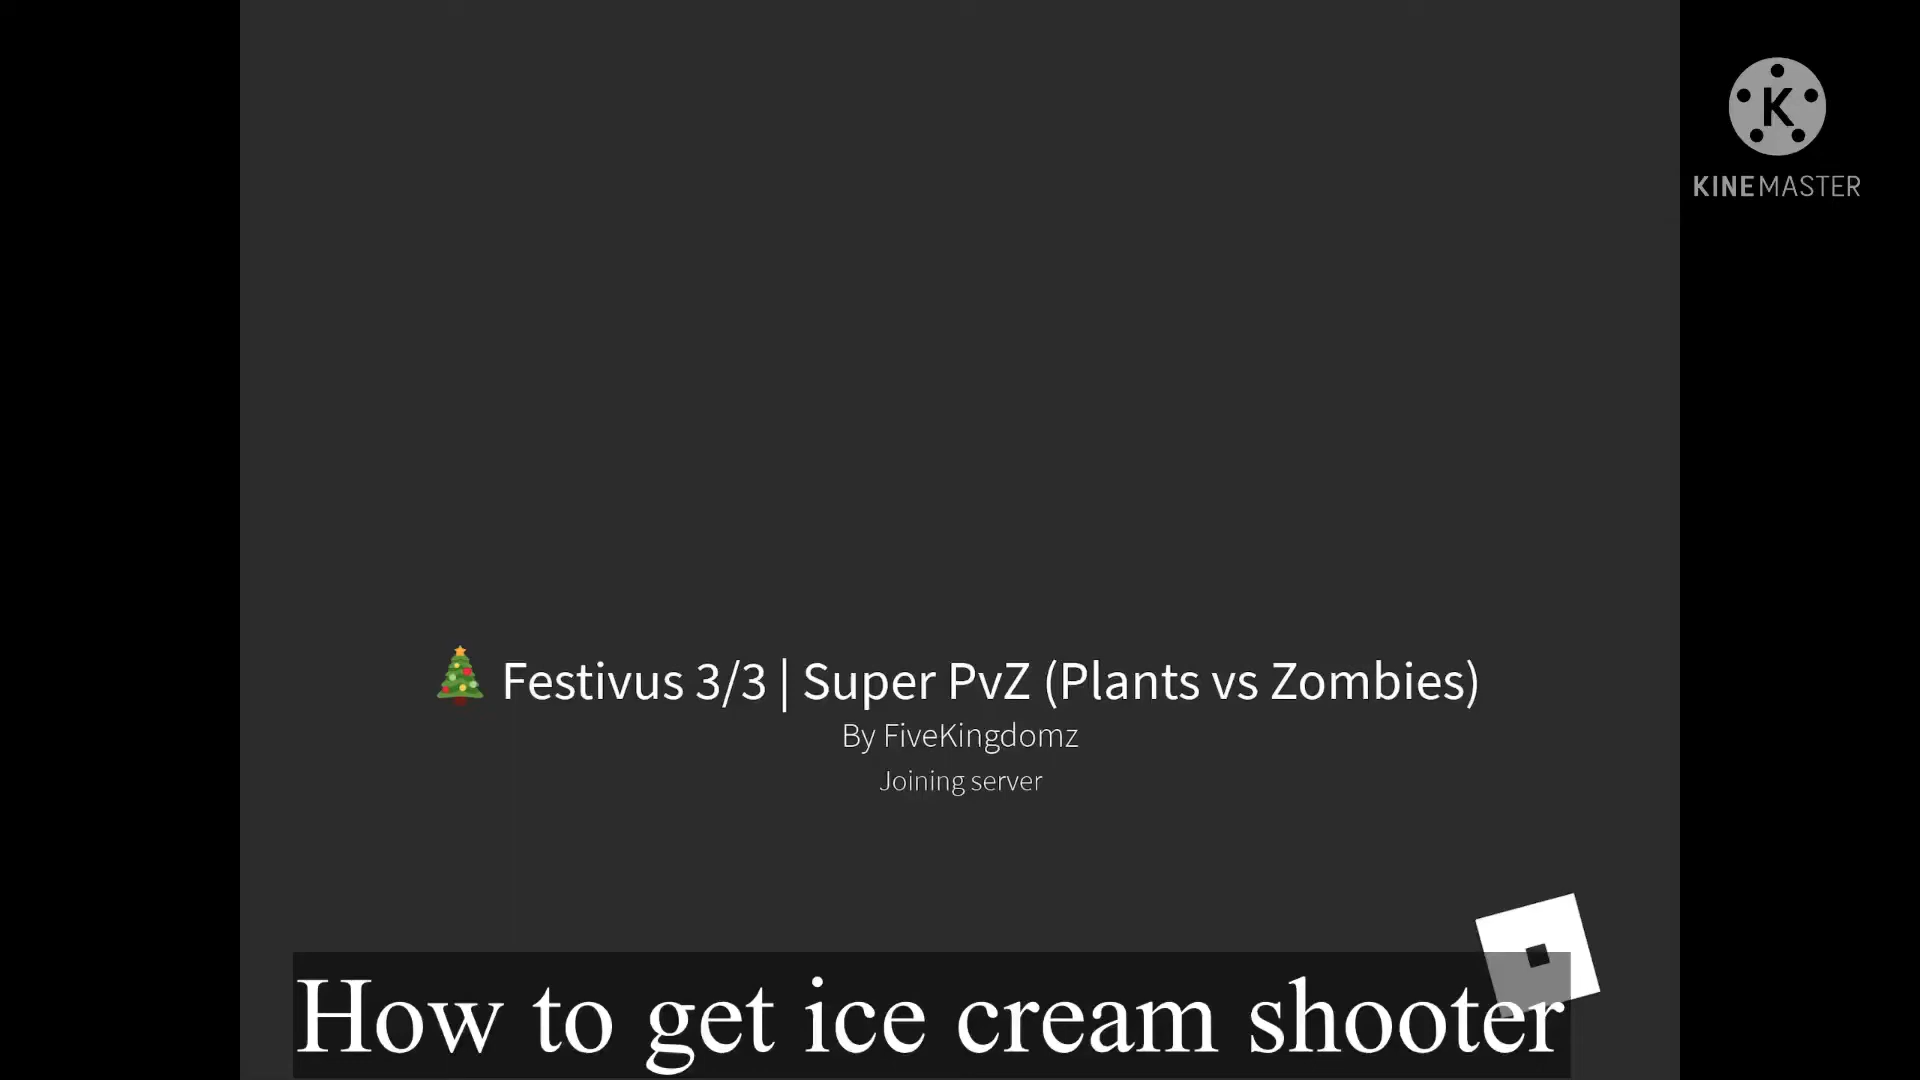 K
KINEMASTER
🎄 Festivus 3/3 | Super PvZ (Plants vs Zombies)
By FiveKingdomz
Joining server
How to get ice cream shooter